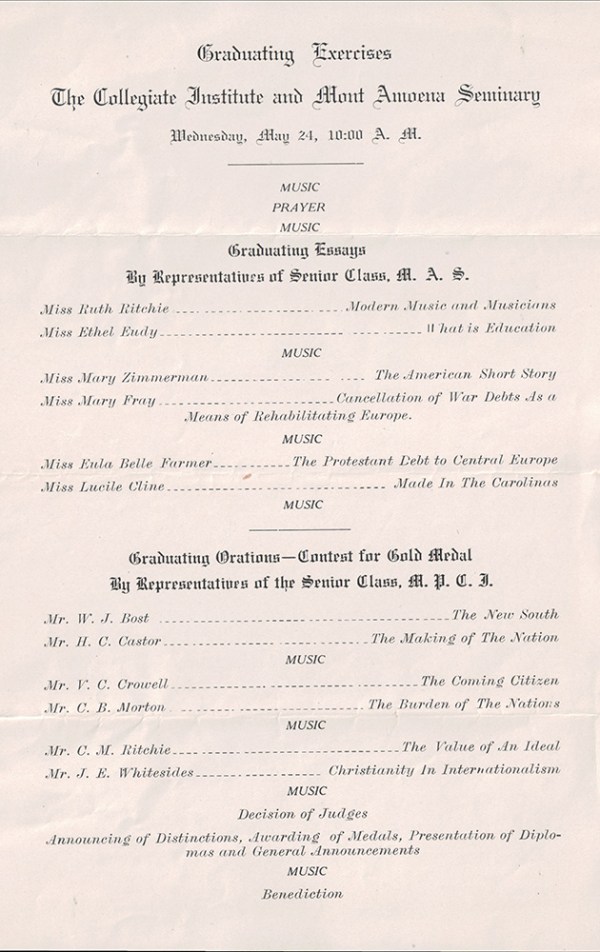 Graduating Exercises
The Collegiate Institute and Mont Amoena Seminary
Wednesday, May 24, 10:00 A. M.
MUSIC
PRAYER
MUSIC
Graduating Essays
By Representatives of Senior Class, M. A. S.
Miss Ruth Ritchie Modern Music and Musicians
Miss Ethel Eudy What is Education
MUSIC
Miss Mary Zimmerman The American Short Story
Miss Mary Fray Cancellation of War Debts As a
Means of Rehabilitating Europe.
MUSIC
Miss Eula Belle Farmer The Protestant Debt to Central Europe
Miss Lucile Cline Made In The Carolinas
MUSIC
Graduating Orations—Contest for Gold Medal
By Representatives of the Senior Class, M. P. C. I.
Mr. W. J. Bost The New South
Mr. H. C. Castor The Making of The Nation
MUSIC
Mr. V. C. Crowell The Coming Citizen
Mr. C. B. Morton The Burden of The Nations
MUSIC
Mr. C. M. Ritchie The Value of An Ideal
Mr. J. E. Whitesides Christianity In Internationalism
MUSIC
Decision of Judges
Announcing of Distinctions, Awarding of Medals, Presentation of Diplo-
mas and General Announcements
MUSIC
Benediction